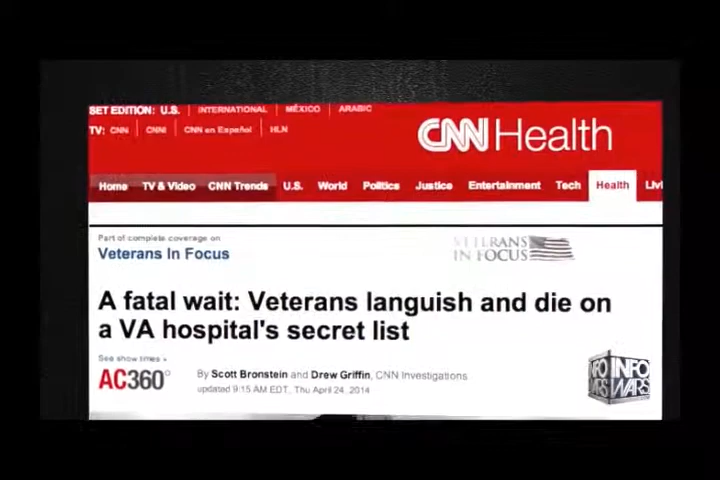 SET EDITION: U.S. INTERNATIONAL MÉXICO ARABIC
TV: CNN CNNI CNN en Español HLN
CNN Health
Home TV & Video CNN Trends U.S. World Politics Justice Entertainment Tech Health Livi
Part of complete coverage on
Veterans In Focus
VETERANS
IN FOCUS
A fatal wait: Veterans languish and die on
a VA hospital's secret list
See show times »
AC360°
By Scott Bronstein and Drew Griffin, CNN Investigations
updated 9:15 AM EDT, Thu April 24, 2014
INFO
WARS